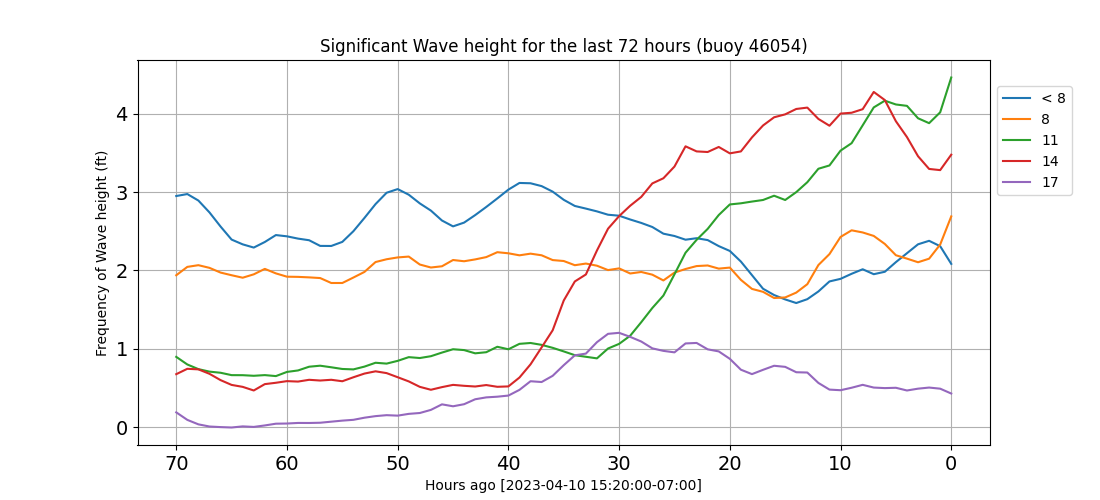 Significant Wave height for the last 72 hours (buoy 46054)
Frequency of Wave height (ft)
4
3
2
1
0
70 60 50 40 30 20 10 0
Hours ago [2023-04-10 15:20:00-07:00]
< 8
8
11
14
17